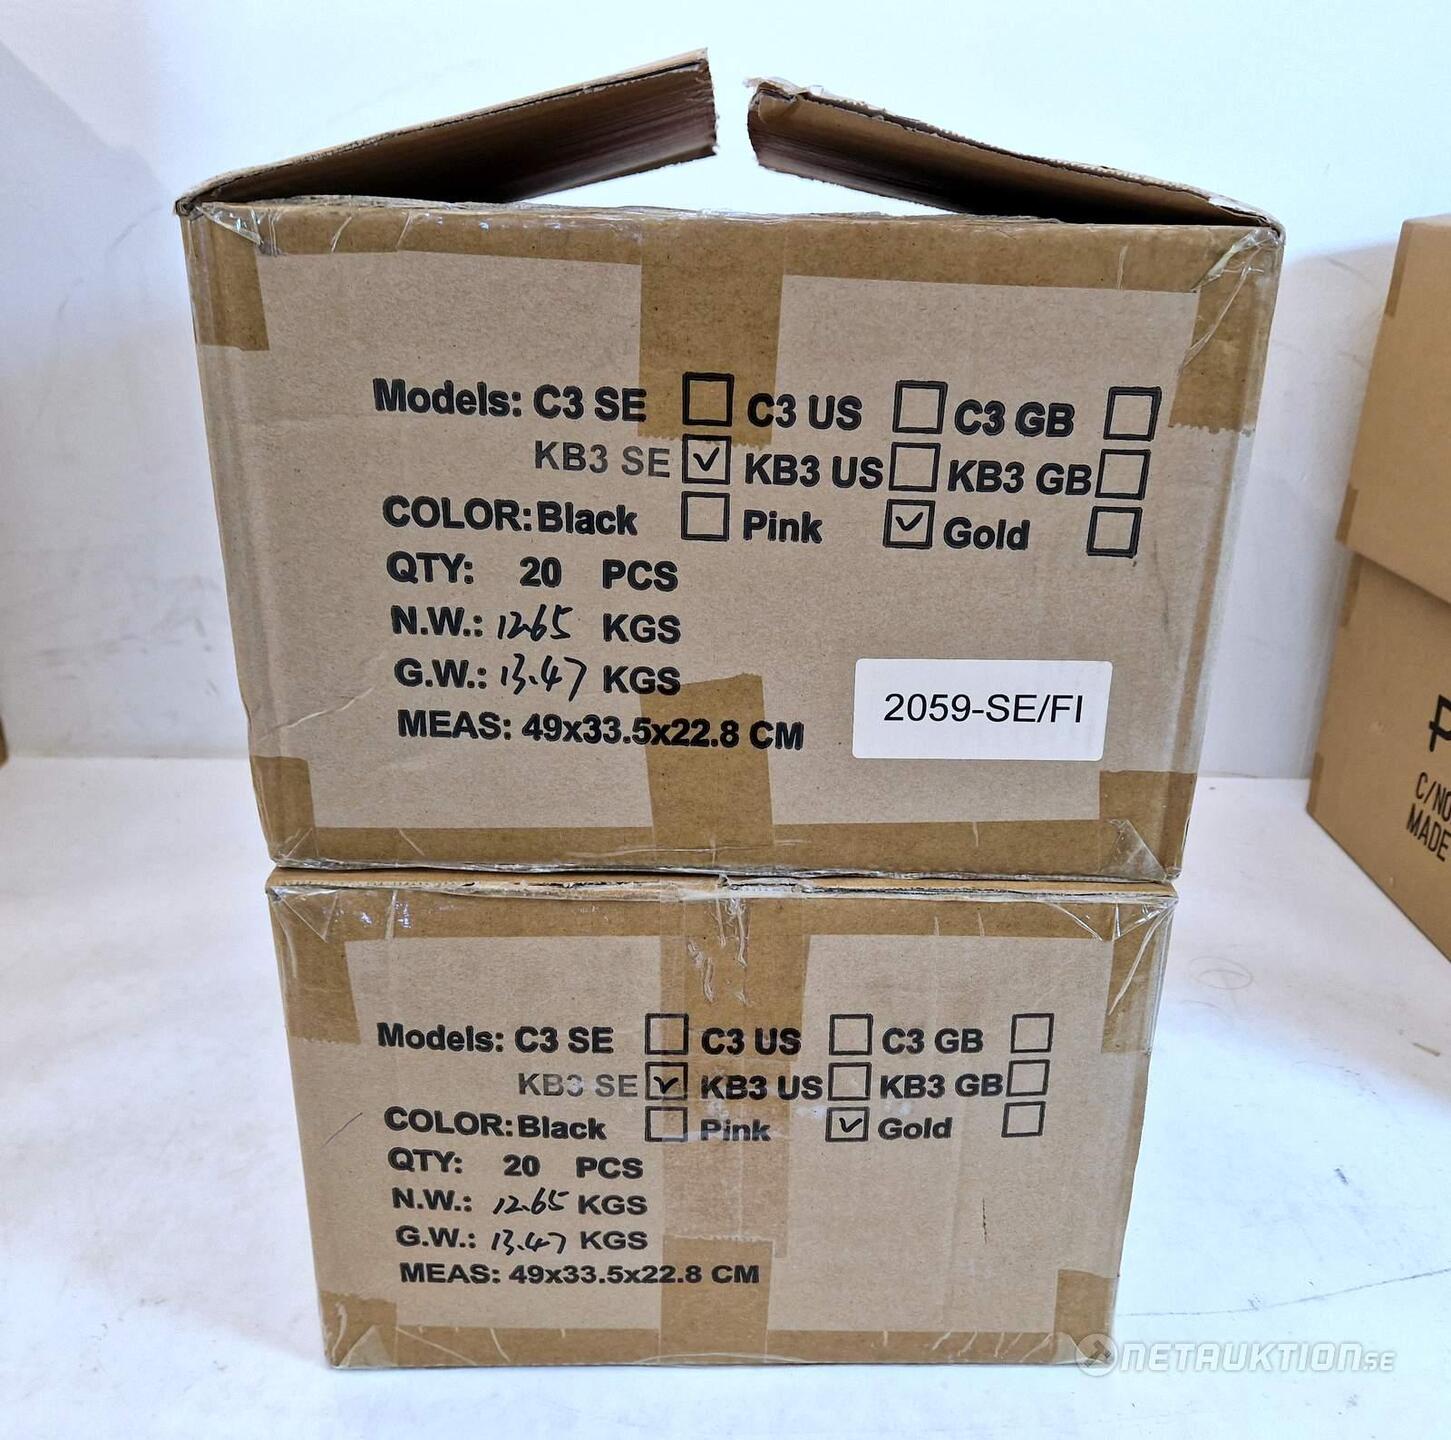 Models: C3 SE ☐ C3 US ☐ C3 GB ☐
KB3 SE ☑ KB3 US ☐ KB3 GB ☐
COLOR: Black ☐ Pink ☑ Gold ☐
QTY: 20 PCS
N.W.: 12.65 KGS
G.W.: 13.47 KGS
MEAS: 49x33.5x22.8 CM
2059-SE/FI
Models: C3 SE ☐ C3 US ☐ C3 GB ☐
KB3 SE ☑ KB3 US ☐ KB3 GB ☐
COLOR: Black ☐ Pink ☑ Gold ☐
QTY: 20 PCS
N.W.: 12.65 KGS
G.W.: 13.47 KGS
MEAS: 49x33.5x22.8 CM
C/NO
MADE
NETAUKTION.SE